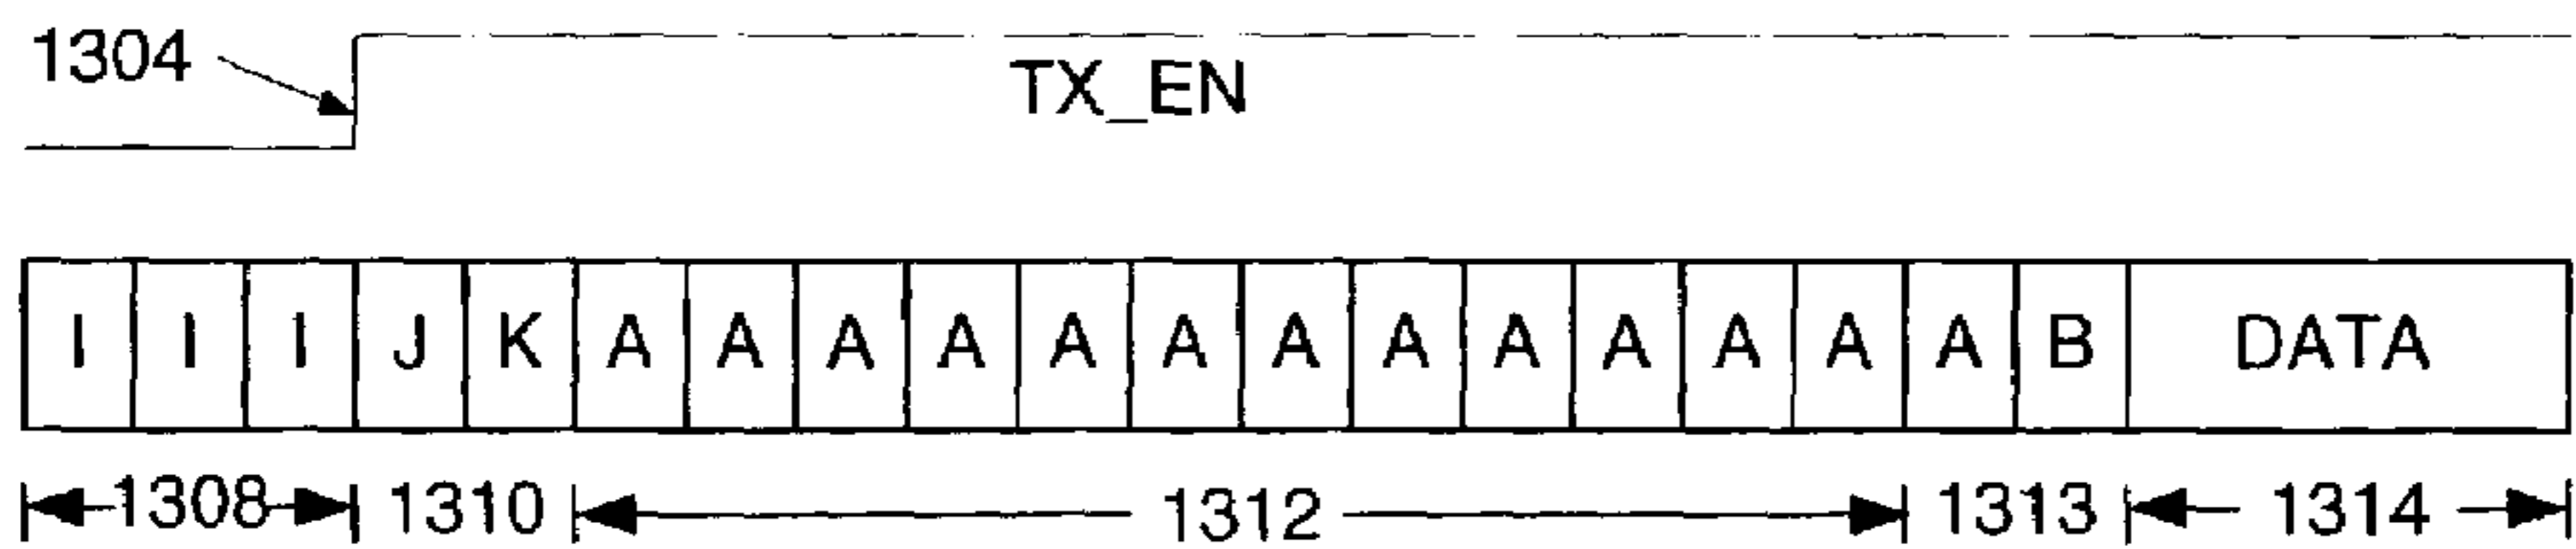 1304
TX_EN
I I I J K A A A A A A A A A A A A A B DATA
1308 1310 1312 1313 1314